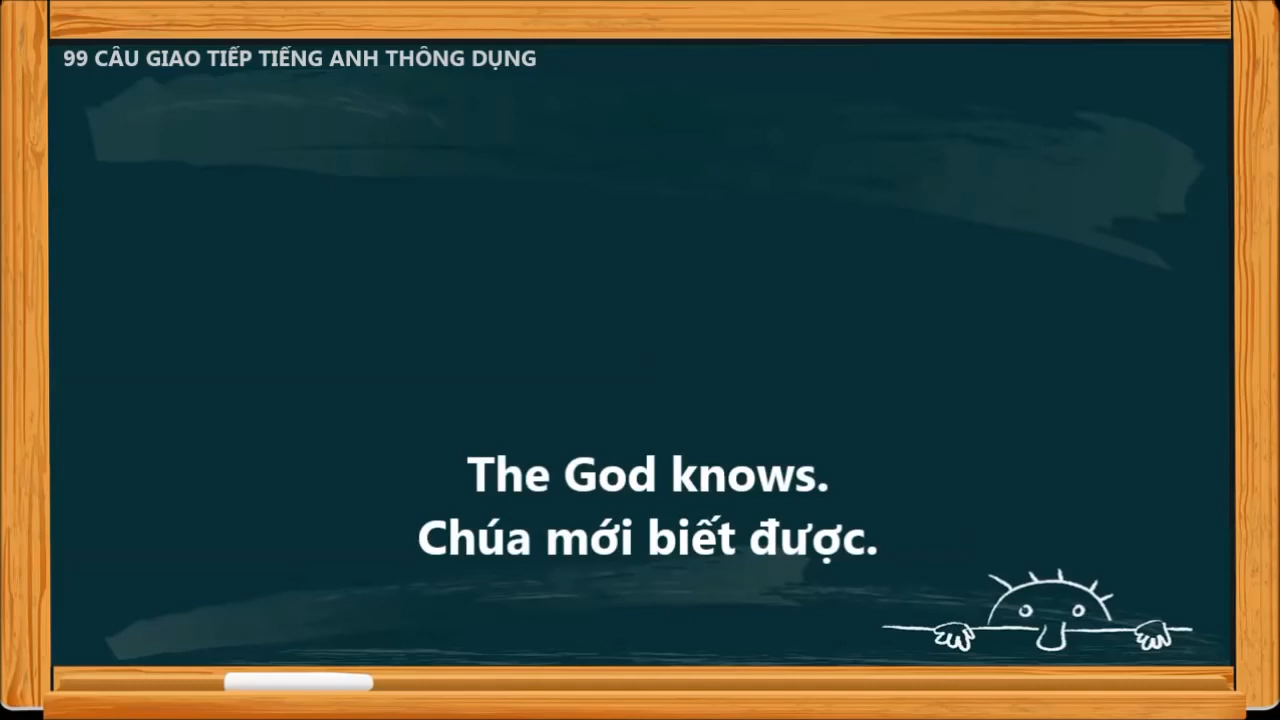 99 CÂU GIAO TIẾP TIẾNG ANH THÔNG DỤNG
The God knows.
Chúa mới biết được.